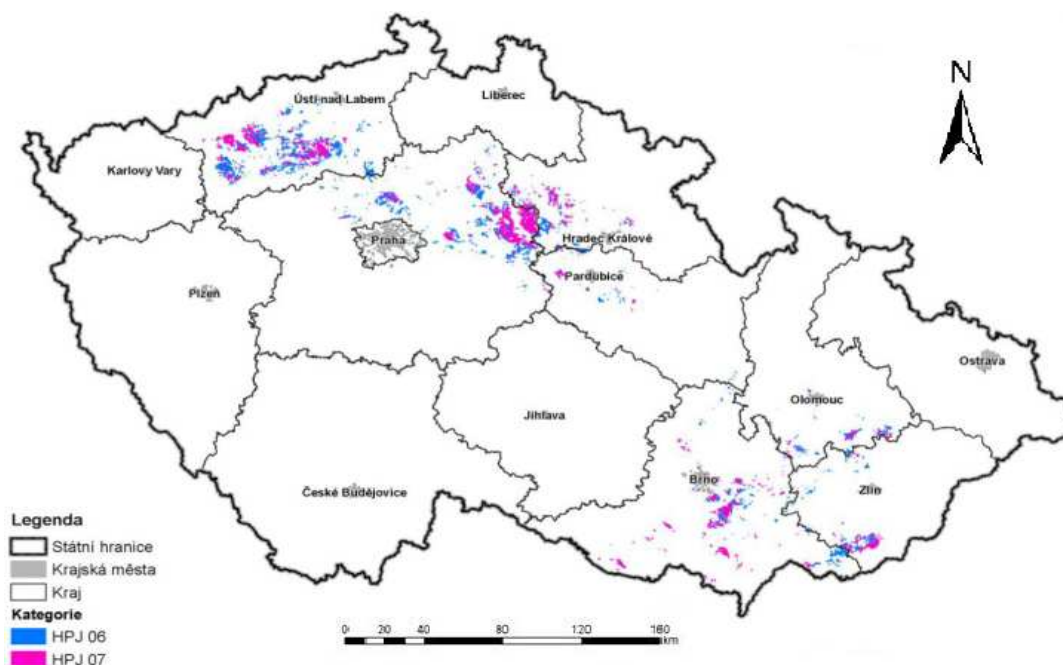 N
Liberec
Ústí nad Labem
Karlovy Vary
Praha
Hradec Králové
Pardubice
Plzeň
Ostrava
Olomouc
Jihlava
Brno
Zlín
České Budějovice
Legenda
Státní hranice
Krajská města
Kraj
Kategorie
HPJ 06
HPJ 07
0 20 40 80 120 160
km